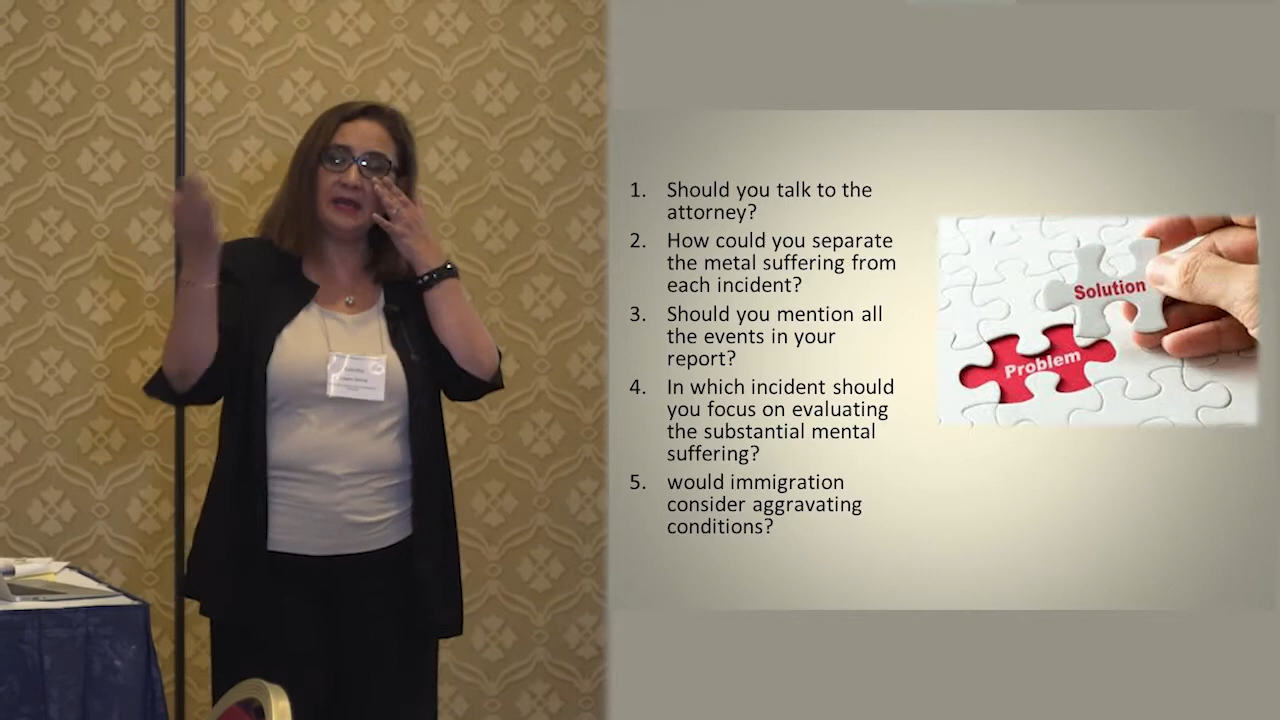 1. Should you talk to the
attorney?
2. How could you separate
the metal suffering from
each incident?
3. Should you mention all
the events in your
report?
4. In which incident should
you focus on evaluating
the substantial mental
suffering?
5. would immigration
consider aggravating
conditions?
Solution
Problem